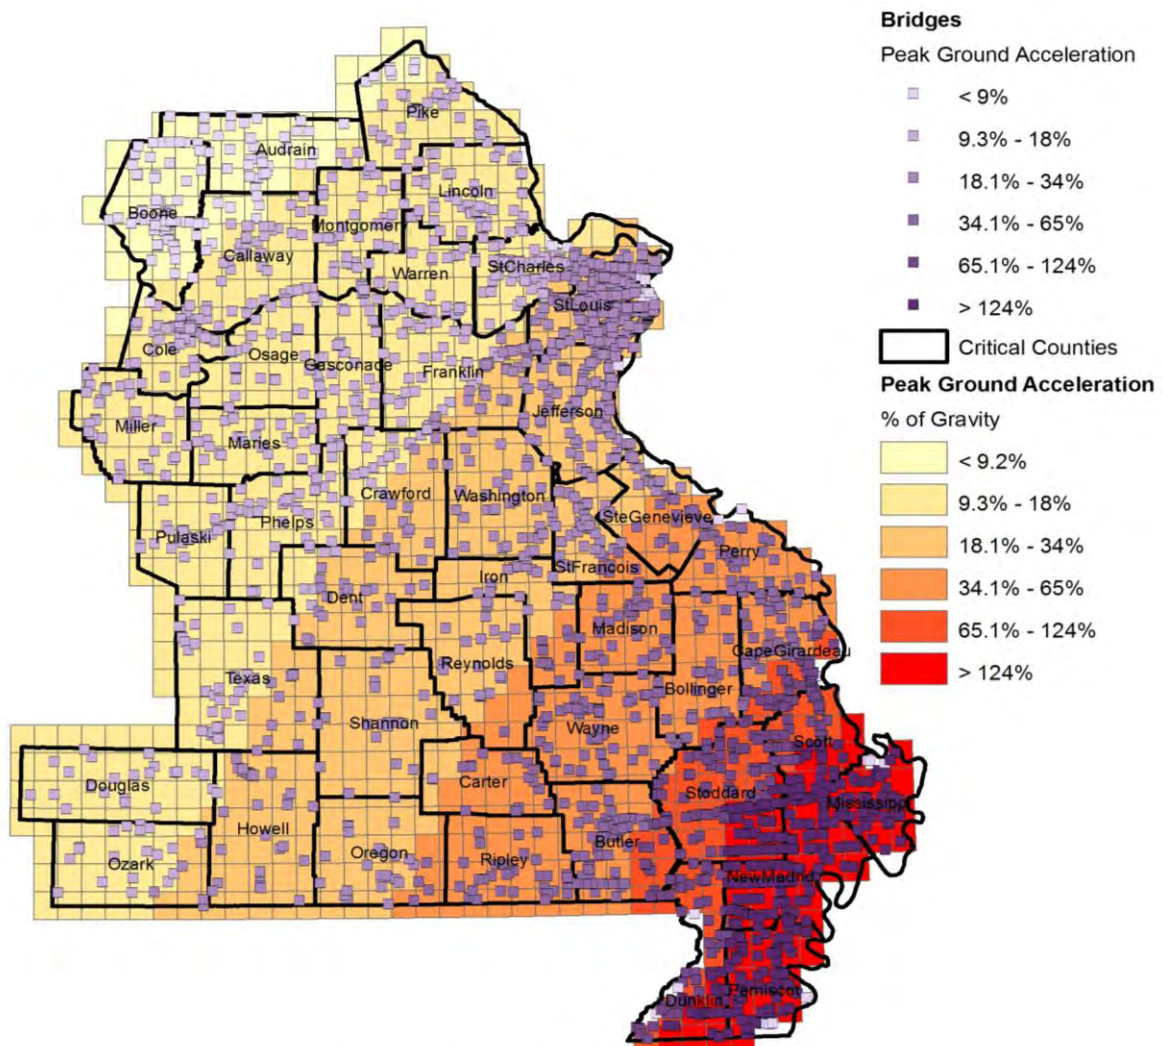 Bridges
Peak Ground Acceleration
< 9%
9.3% - 18%
18.1% - 34%
34.1% - 65%
65.1% - 124%
> 124%
Critical Counties
Peak Ground Acceleration
% of Gravity
< 9.2%
9.3% - 18%
18.1% - 34%
34.1% - 65%
65.1% - 124%
> 124%
Pike
Audrain
Lincoln
Boone
Montgomery
Callaway
Warren
StCharles
StLouis
Cole
Osage
Gasconade
Franklin
Jefferson
Miller
Maries
Crawford
Washington
Phelps
SteGenevieve
Pulaski
Perry
StFrancois
Iron
Dent
Madison
CapeGirardeau
Reynolds
Texas
Bollinger
Shannon
Wayne
Scott
Carter
Douglas
Stoddard
Mississippi
Howell
Butler
Oregon
Ripley
Ozark
NewMadrid
Pemiscot
Dunklin